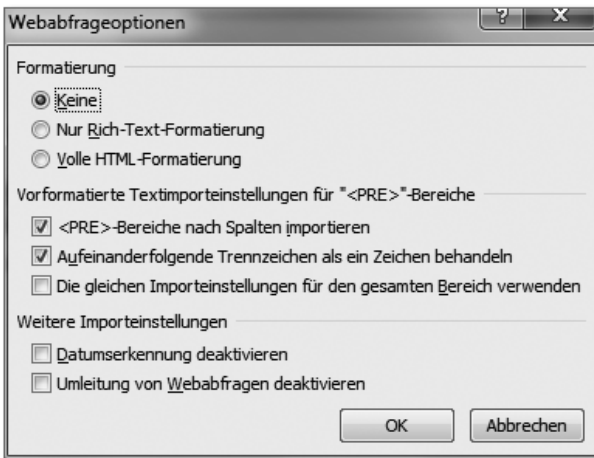 Webabfrageoptionen
Formatierung
Keine
Nur Rich-Text-Formatierung
Volle HTML-Formatierung
Vorformatierte Textimporteinstellungen für "<PRE>"-Bereiche
<PRE>-Bereiche nach Spalten importieren
Aufeinanderfolgende Trennzeichen als ein Zeichen behandeln
Die gleichen Importeinstellungen für den gesamten Bereich verwenden
Weitere Importeinstellungen
Datumserkennung deaktivieren
Umleitung von Webabfragen deaktivieren
OK Abbrechen